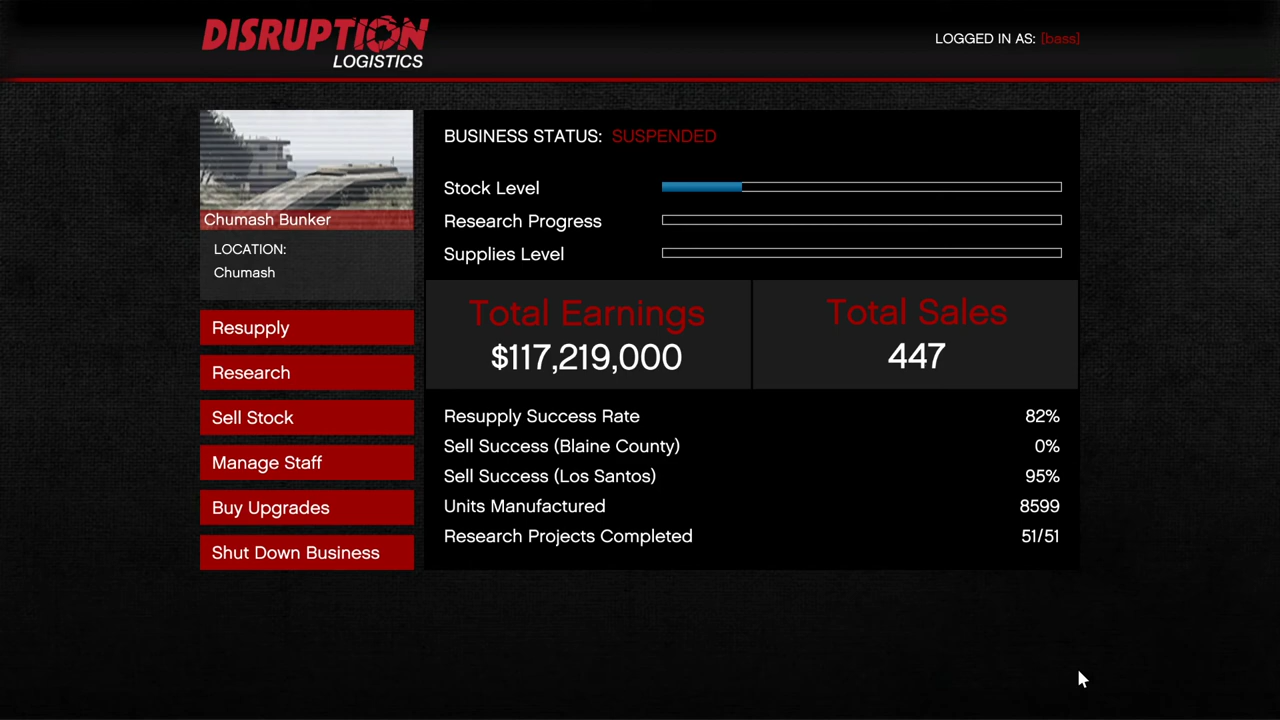 DISRUPTION
LOGISTICS
LOGGED IN AS: [bass]
Chumash Bunker
LOCATION:
Chumash
Resupply
Research
Sell Stock
Manage Staff
Buy Upgrades
Shut Down Business
BUSINESS STATUS: SUSPENDED
Stock Level
Research Progress
Supplies Level
Total Earnings
$117,219,000
Total Sales
447
Resupply Success Rate 82%
Sell Success (Blaine County) 0%
Sell Success (Los Santos) 95%
Units Manufactured 8599
Research Projects Completed 51/51